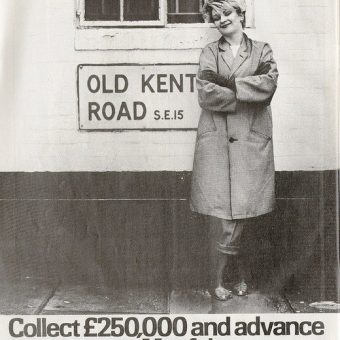 OLD KENT
ROAD S.E.15
Collect £250,000 and advance